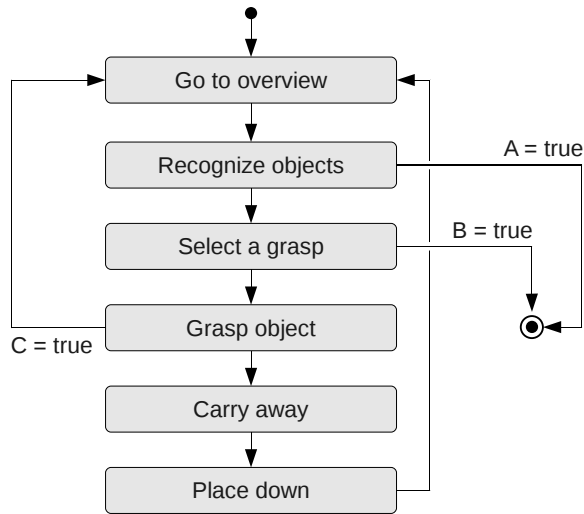 Go to overview
Recognize objects
A = true
Select a grasp
B = true
Grasp object
C = true
Carry away
Place down